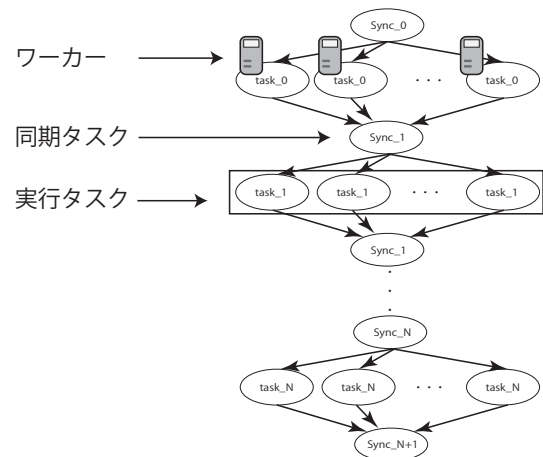 Sync_0
ワーカー
task_0 task_0 · · · task_0
同期タスク
Sync_1
実行タスク
task_1 task_1 · · · task_1
Sync_1
·
·
·
Sync_N
task_N task_N · · · task_N
Sync_N+1